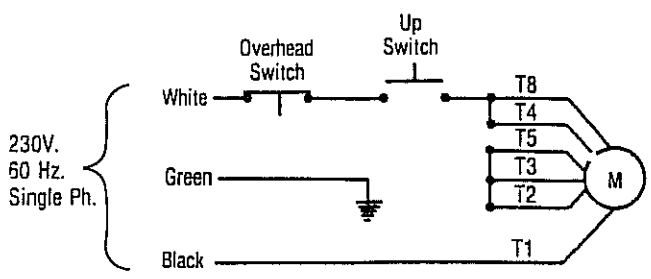 Up
Switch
Overhead
Switch
White
T8
T4
T5
T3
T2
T1
M
230V.
60 Hz.
Single Ph.
Green
Black